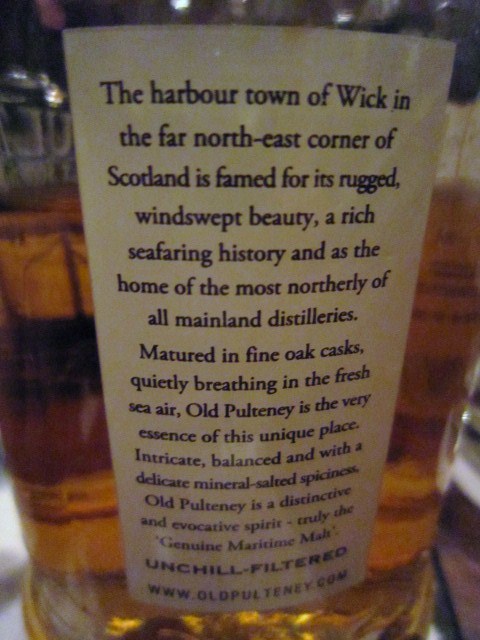 The harbour town of Wick in
the far north-east corner of
Scotland is famed for its rugged,
windswept beauty, a rich
seafaring history and as the
home of the most northerly of
all mainland distilleries.
Matured in fine oak casks,
quietly breathing in the fresh
sea air, Old Pulteney is the very
essence of this unique place.
Intricate, balanced and with a
delicate mineral-salted spiciness,
Old Pulteney is a distinctive
and evocative spirit - truly the
'Genuine Maritime Malt'.
UNCHILL-FILTERED
WWW.OLDPULTENEY.COM